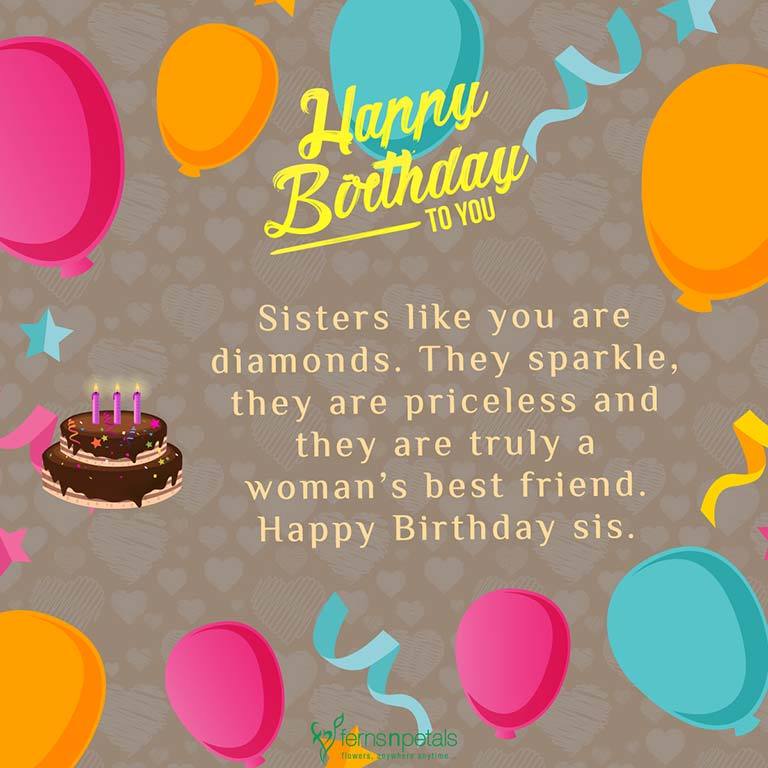 Happy
Birthday
TO YOU
Sisters like you are
diamonds. They sparkle,
they are priceless and
they are truly a
woman’s best friend.
Happy Birthday sis.
fernsnpetals
flowers, anywhere anytime